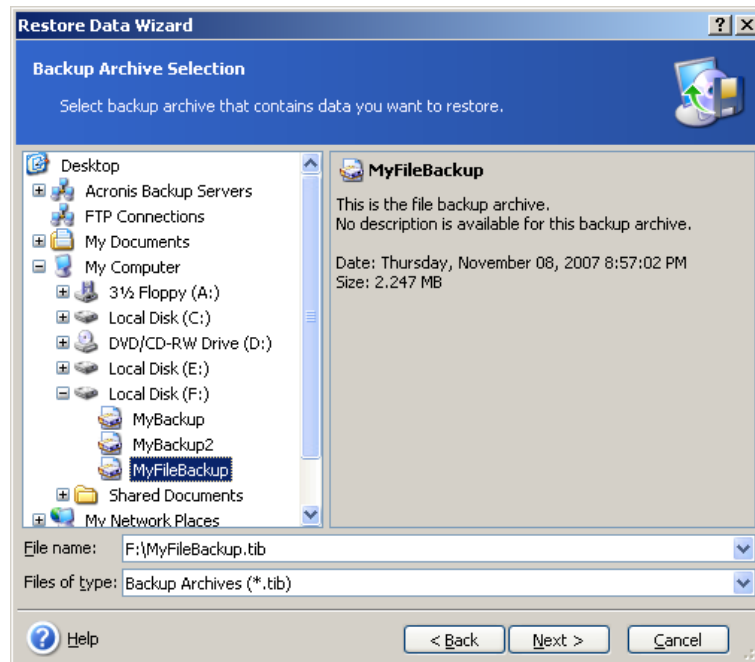 Restore Data Wizard
Backup Archive Selection
Select backup archive that contains data you want to restore.
Desktop
Acronis Backup Servers
FTP Connections
My Documents
My Computer
3½ Floppy (A:)
Local Disk (C:)
DVD/CD-RW Drive (D:)
Local Disk (E:)
Local Disk (F:)
MyBackup
MyBackup2
MyFileBackup
Shared Documents
My Network Places
MyFileBackup
This is the file backup archive.
No description is available for this backup archive.
Date: Thursday, November 08, 2007 8:57:02 PM
Size: 2.247 MB
File name: F:\MyFileBackup.tib
Files of type: Backup Archives (*.tib)
Help
< Back
Next >
Cancel